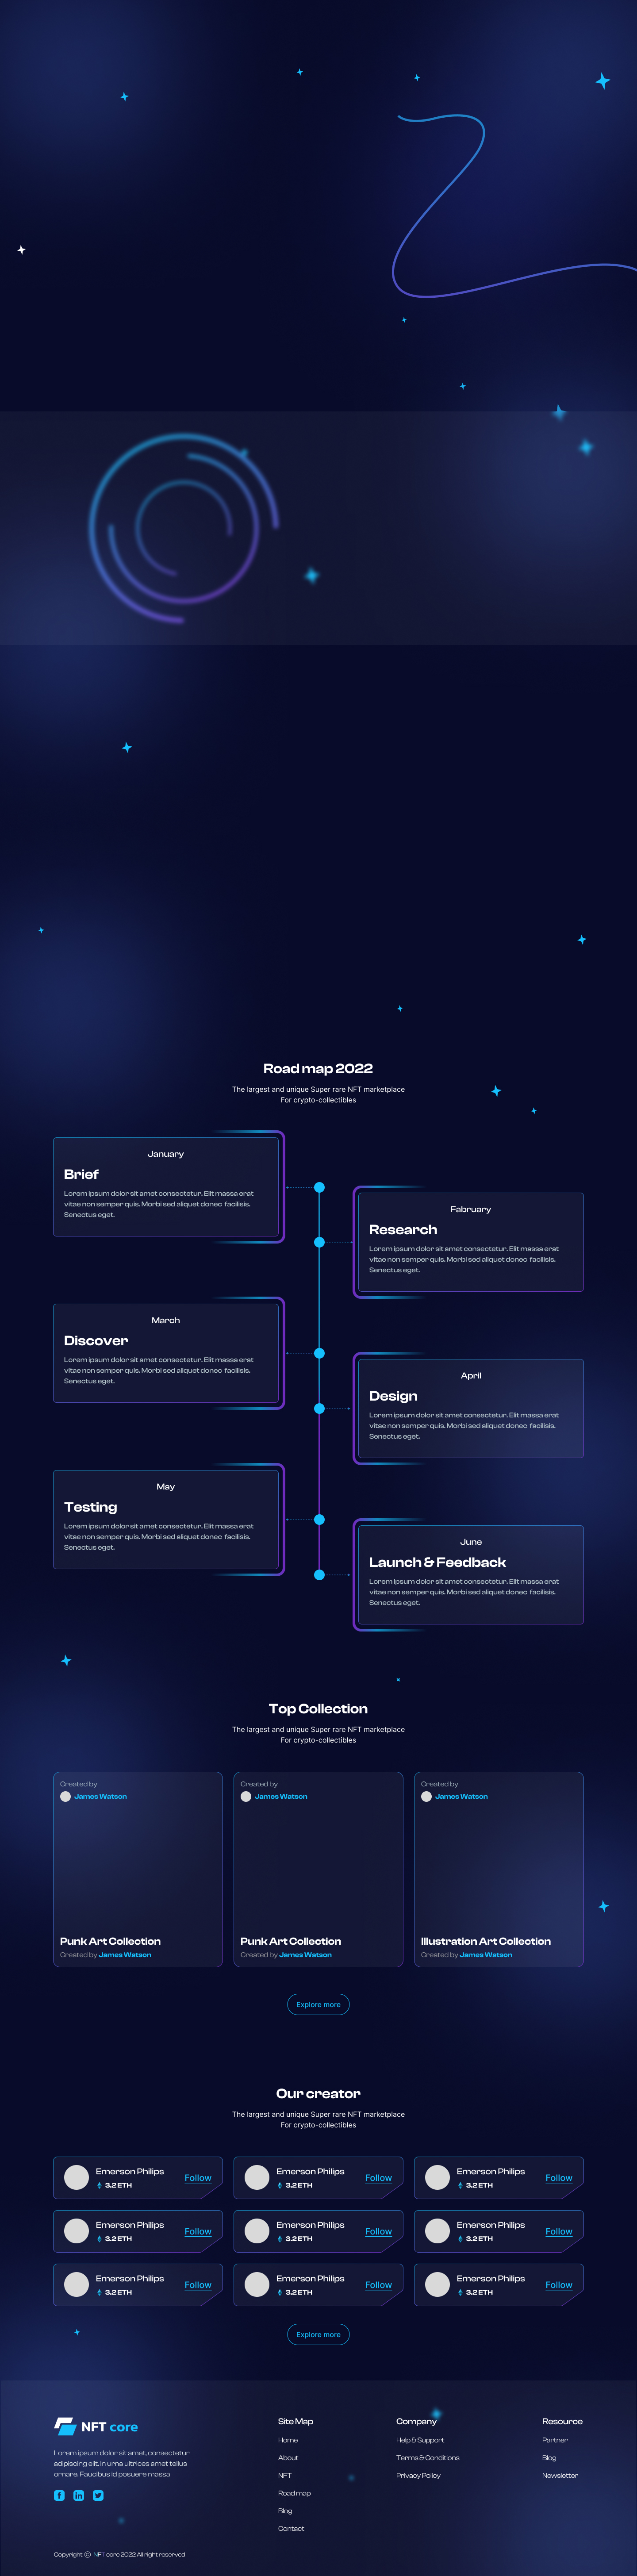 Road map 2022
The largest and unique Super rare NFT marketplace
For crypto-collectibles
January
Brief
Lorem ipsum dolor sit amet consectetur. Elit massa erat
vitae non semper quis. Morbi sed aliquet donec facilisis.
Senectus eget.
Fabruary
Research
Lorem ipsum dolor sit amet consectetur. Elit massa erat
vitae non semper quis. Morbi sed aliquet donec facilisis.
Senectus eget.
March
Discover
Lorem ipsum dolor sit amet consectetur. Elit massa erat
vitae non semper quis. Morbi sed aliquet donec facilisis.
Senectus eget.
April
Design
Lorem ipsum dolor sit amet consectetur. Elit massa erat
vitae non semper quis. Morbi sed aliquet donec facilisis.
Senectus eget.
May
Testing
Lorem ipsum dolor sit amet consectetur. Elit massa erat
vitae non semper quis. Morbi sed aliquet donec facilisis.
Senectus eget.
June
Launch & Feedback
Lorem ipsum dolor sit amet consectetur. Elit massa erat
vitae non semper quis. Morbi sed aliquet donec facilisis.
Senectus eget.
Top Collection
The largest and unique Super rare NFT marketplace
For crypto-collectibles
Created by
James Watson
Punk Art Collection
Created by James Watson
Created by
James Watson
Punk Art Collection
Created by James Watson
Created by
James Watson
Illustration Art Collection
Created by James Watson
Explore more
Our creator
The largest and unique Super rare NFT marketplace
For crypto-collectibles
Emerson Philips
3.2 ETH
Follow
Emerson Philips
3.2 ETH
Follow
Emerson Philips
3.2 ETH
Follow
Emerson Philips
3.2 ETH
Follow
Emerson Philips
3.2 ETH
Follow
Emerson Philips
3.2 ETH
Follow
Emerson Philips
3.2 ETH
Follow
Emerson Philips
3.2 ETH
Follow
Emerson Philips
3.2 ETH
Follow
Explore more
NFT core
Lorem ipsum dolor sit amet, consectetur
adipiscing elit. In urna ultrices amet tellus
ornare. Faucibus id posuere massa
Site Map
Home
About
NFT
Road map
Blog
Contact
Company
Help & Support
Terms & Conditions
Privacy Policy
Resource
Partner
Blog
Newsletter
Copyright © NFT core 2022 All right reserved